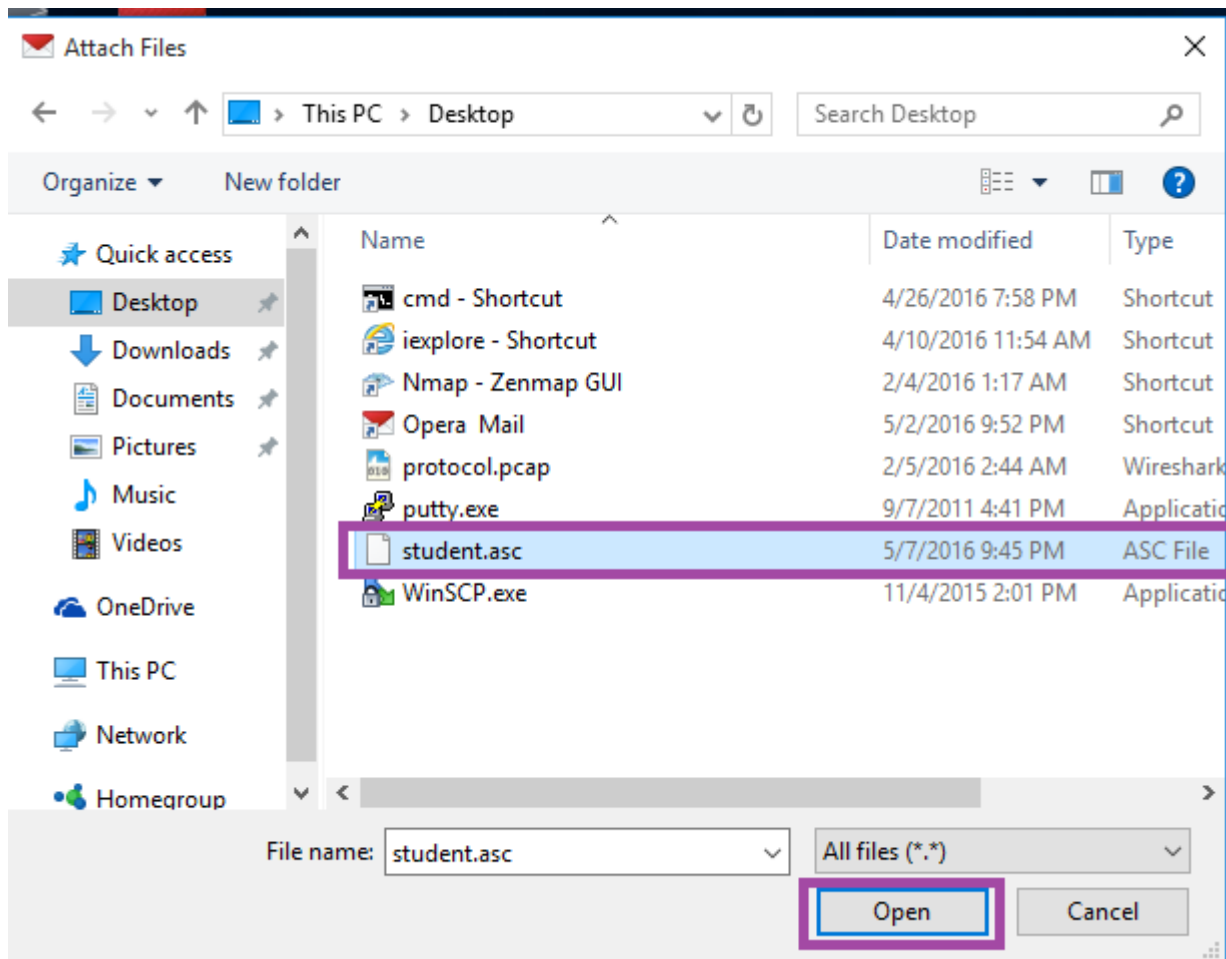 Attach Files
This PC > Desktop
Search Desktop
Organize
New folder
Name
Date modified
Type
Quick access
Desktop
Downloads
Documents
Pictures
Music
Videos
OneDrive
This PC
Network
Homegroup
cmd - Shortcut 4/26/2016 7:58 PM Shortcut
iexplore - Shortcut 4/10/2016 11:54 AM Shortcut
Nmap - Zenmap GUI 2/4/2016 1:17 AM Shortcut
Opera Mail 5/2/2016 9:52 PM Shortcut
protocol.pcap 2/5/2016 2:44 AM Wireshark
putty.exe 9/7/2011 4:41 PM Applicatio
student.asc 5/7/2016 9:45 PM ASC File
WinSCP.exe 11/4/2015 2:01 PM Applicatio
File name: student.asc All files (*.*)
Open Cancel